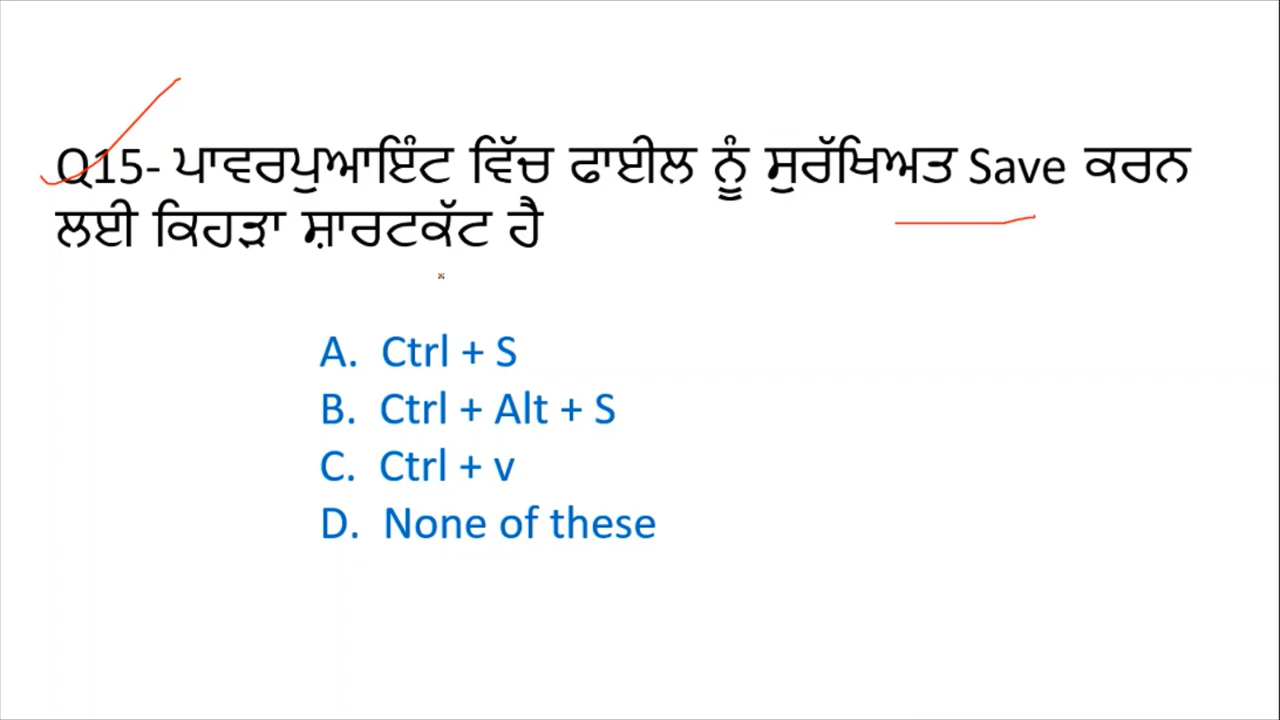 Q15- ਪਾਵਰਪੁਆਇੰਟ ਵਿੱਚ ਫਾਈਲ ਨੂੰ ਸੁਰੱਖਿਅਤ Save ਕਰਨ
ਲਈ ਕਿਹੜਾ ਸ਼ਾਰਟਕੱਟ ਹੈ
A. Ctrl + S
B. Ctrl + Alt + S
C. Ctrl + v
D. None of these